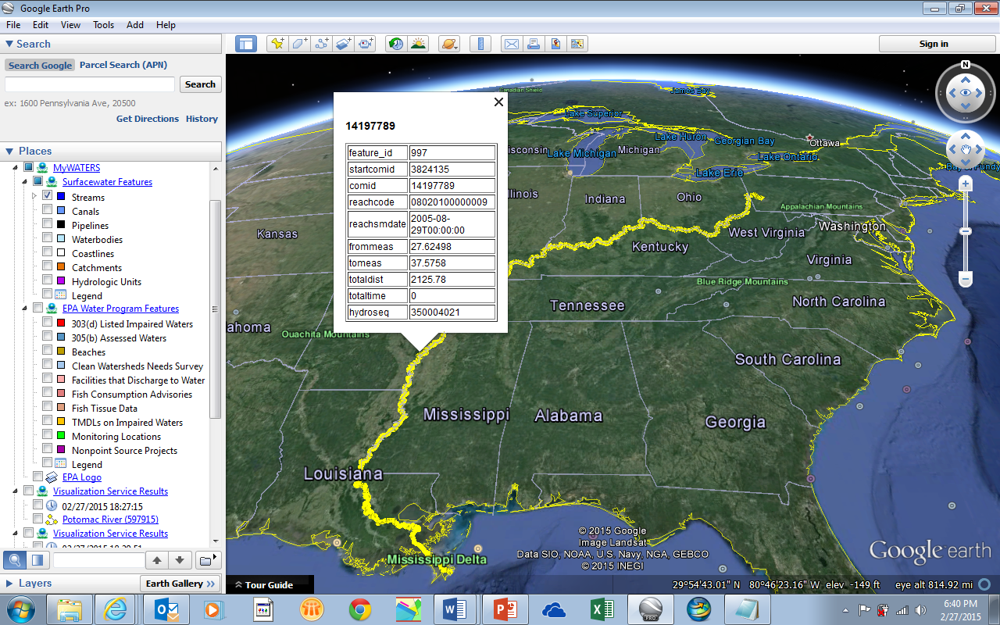 Google Earth Pro
File Edit View Tools Add Help
Search
Sign in
Search Google Parcel Search (APN)
Search
ex: 1600 Pennsylvania Ave, 20500
Get Directions History
Places
MyWATERS
Surfacewater Features
Streams
Canals
Pipelines
Waterbodies
Coastlines
Catchments
Hydrologic Units
Legend
EPA Water Program Features
303(d) Listed Impaired Waters
305(b) Assessed Waters
Beaches
Clean Watersheds Needs Survey
Facilities that Discharge to Water
Fish Consumption Advisories
Fish Tissue Data
TMDLs on Impaired Waters
Monitoring Locations
Nonpoint Source Projects
Legend
EPA Logo
Visualization Service Results
02/27/2015 18:27:15
Potomac River (597915)
Visualization Service Results
Layers
Earth Gallery
14197789
feature_id 997
startcomid 3824135
comid 14197789
reachcode 08020100000009
reachsmdate 2005-08-
29T00:00:00
frommeas 27.62498
tomeas 37.5758
totaldist 2125.78
totaltime 0
hydroseq 350004021
N
Canadian Shield
James Bay
Lake Superior
isconsin
Lake Michigan
Michigan
Lake Huron
Georgian Bay
Ottawa
Lake Ontario
Lake Erie
Bay of Fundy
llinois
Indiana
Ohio
Appalachian Mountains
Kansas
West Virginia
Washington
Kentucky
Virginia
Blue Ridge Mountains
Tennessee
North Carolina
ahoma
Ouachita Mountains
South Carolina
Mississippi
Alabama
Georgia
Louisiana
Mississippi Delta
© 2015 Google
Image Landsat
Data SIO, NOAA, U.S. Navy, NGA, GEBCO
© 2015 INEGI
Google earth
Tour Guide
29°54'43.01" N 80°46'23.16" W elev -149 ft eye alt 814.92 mi
PRO
6:40 PM
2/27/2015